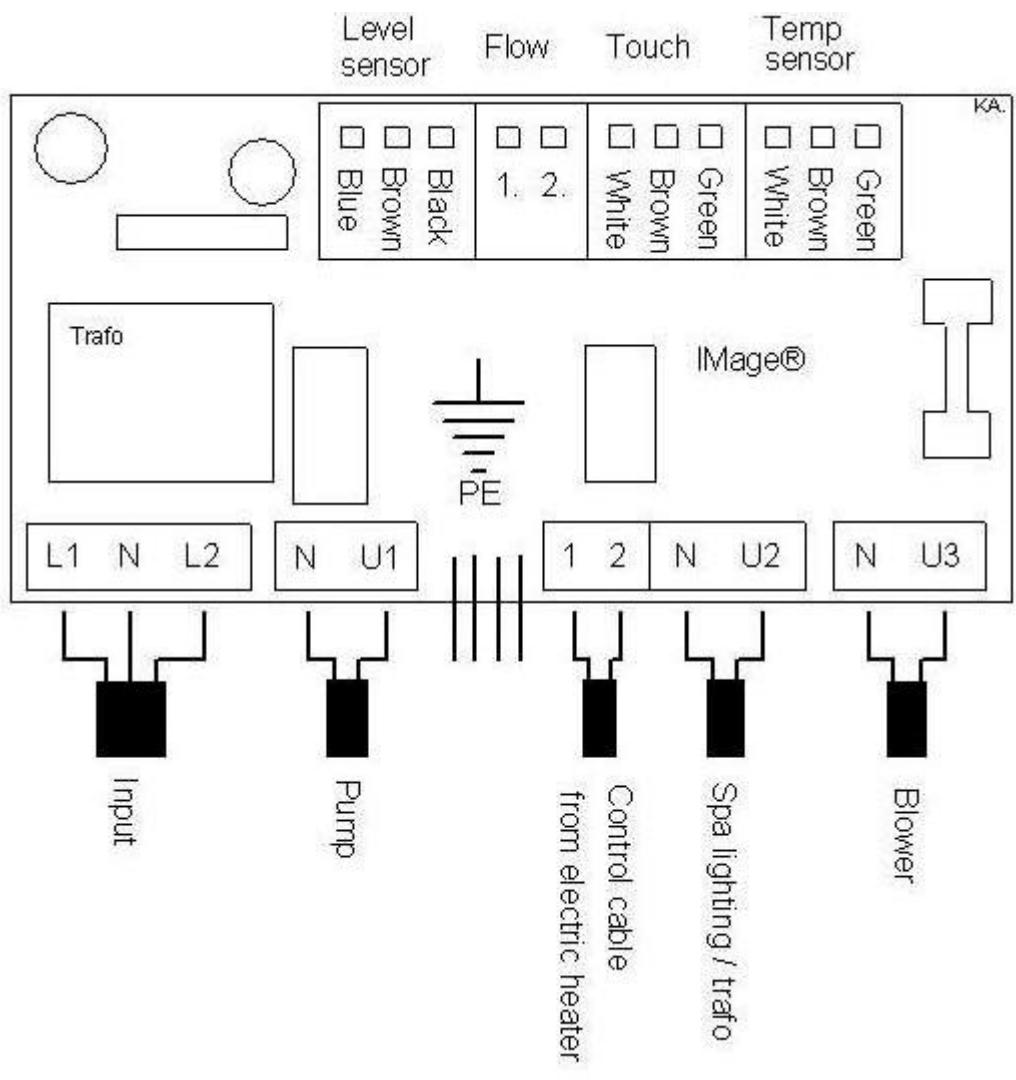 Level
sensor
Flow
Touch
Temp
sensor
KA.
Blue
Brown
Black
1.
2.
White
Brown
Green
White
Brown
Green
Trafo
IMage®
PE
L1 N L2
N U1
1 2
N U2
N U3
Input
Pump
Control cable
from electric heater
Spa lighting / trafo
Blower